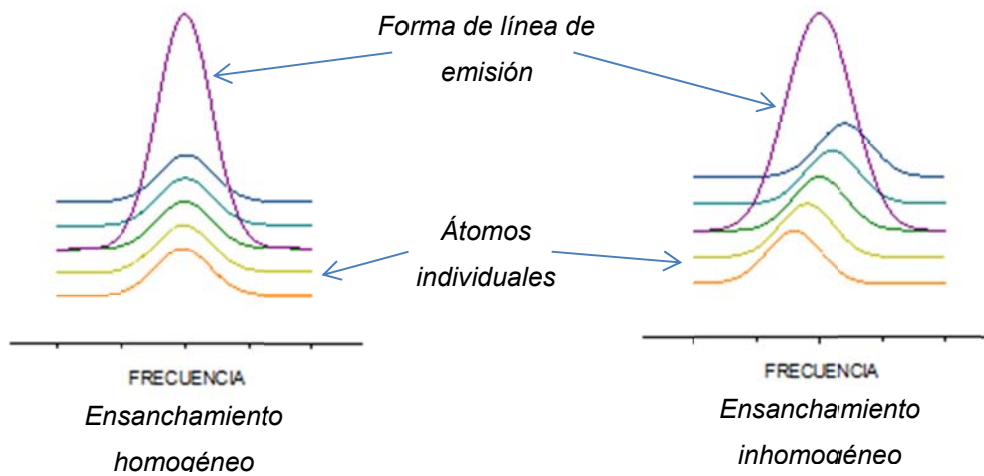 Forma de línea de
emisión
Átomos
individuales
FRECUENCIA
Ensanchamiento
homogéneo
FRECUENCIA
Ensanchamiento
inhomogéneo